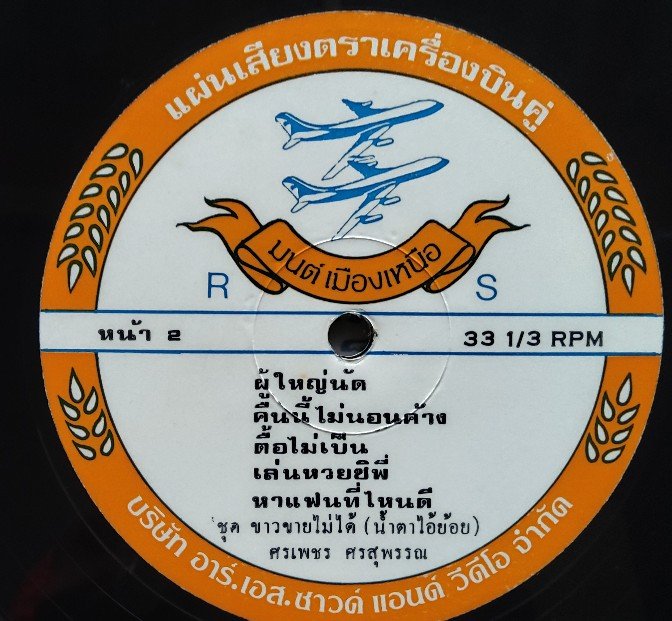 แผ่นเสียงตราเครื่องบินคู่
มนต์เมืองเหนือ
R S
หน้า 2 33 1/3 RPM
ผู้ใหญ่นัด
คืนนี้ไม่นอนค้าง
ตื้อไม่เป็น
เล่นหวยซิพี่
หาแฟนที่ไหนดี
ชุด ขาวขายไม่ได้ (น้ำตาไอ้ย้อย)
ศรเพชร ศรสุพรรณ
บริษัท อาร์.เอส.ซาวด์ แอนด์ วีดีโอ จำกัด